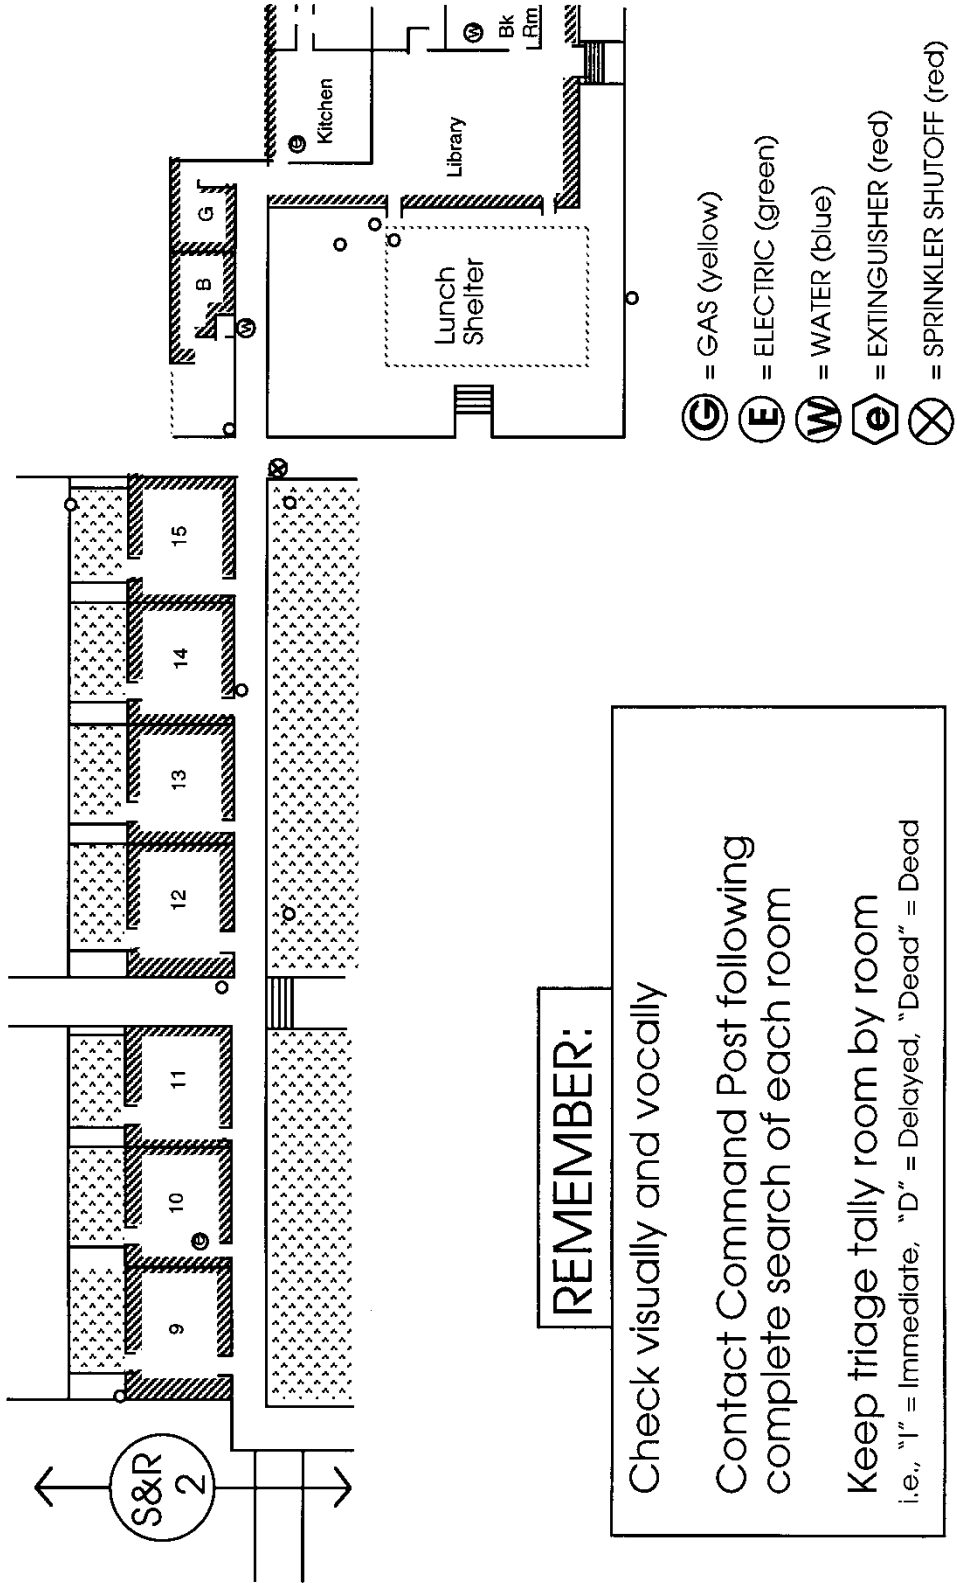 S&R
2
9
10
e
11
12
13
14
15
B
G
W
e
Kitchen
W
Bk
Rm
Library
Lunch
Shelter
REMEMBER:
Check visually and vocally
Contact Command Post following
complete search of each room
Keep triage tally room by room
i.e., "I" = Immediate, "D" = Delayed, "Dead" = Dead
G = GAS (yellow)
E = ELECTRIC (green)
W = WATER (blue)
e = EXTINGUISHER (red)
= SPRINKLER SHUTOFF (red)